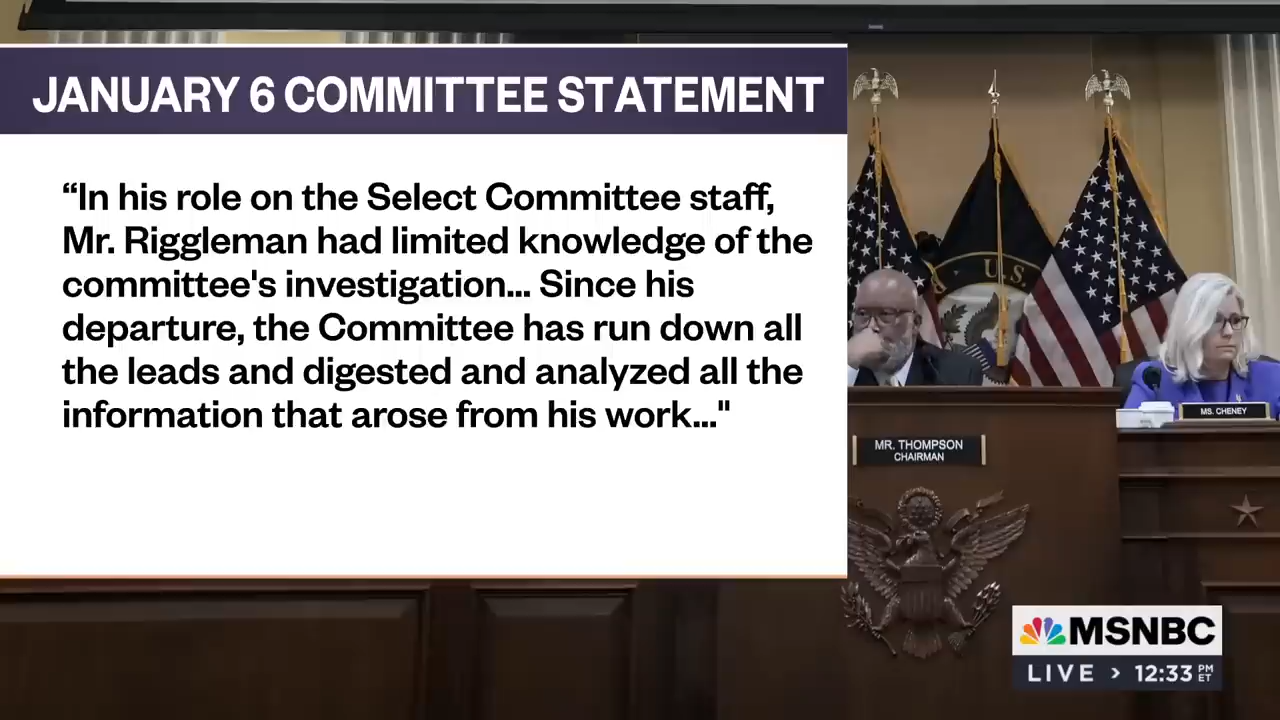 JANUARY 6 COMMITTEE STATEMENT
“In his role on the Select Committee staff,
Mr. Riggleman had limited knowledge of the
committee's investigation... Since his
departure, the Committee has run down all
the leads and digested and analyzed all the
information that arose from his work..."
U.S.
MS. CHENEY
MR. THOMPSON
CHAIRMAN
MSNBC
LIVE > 12:33 PM ET